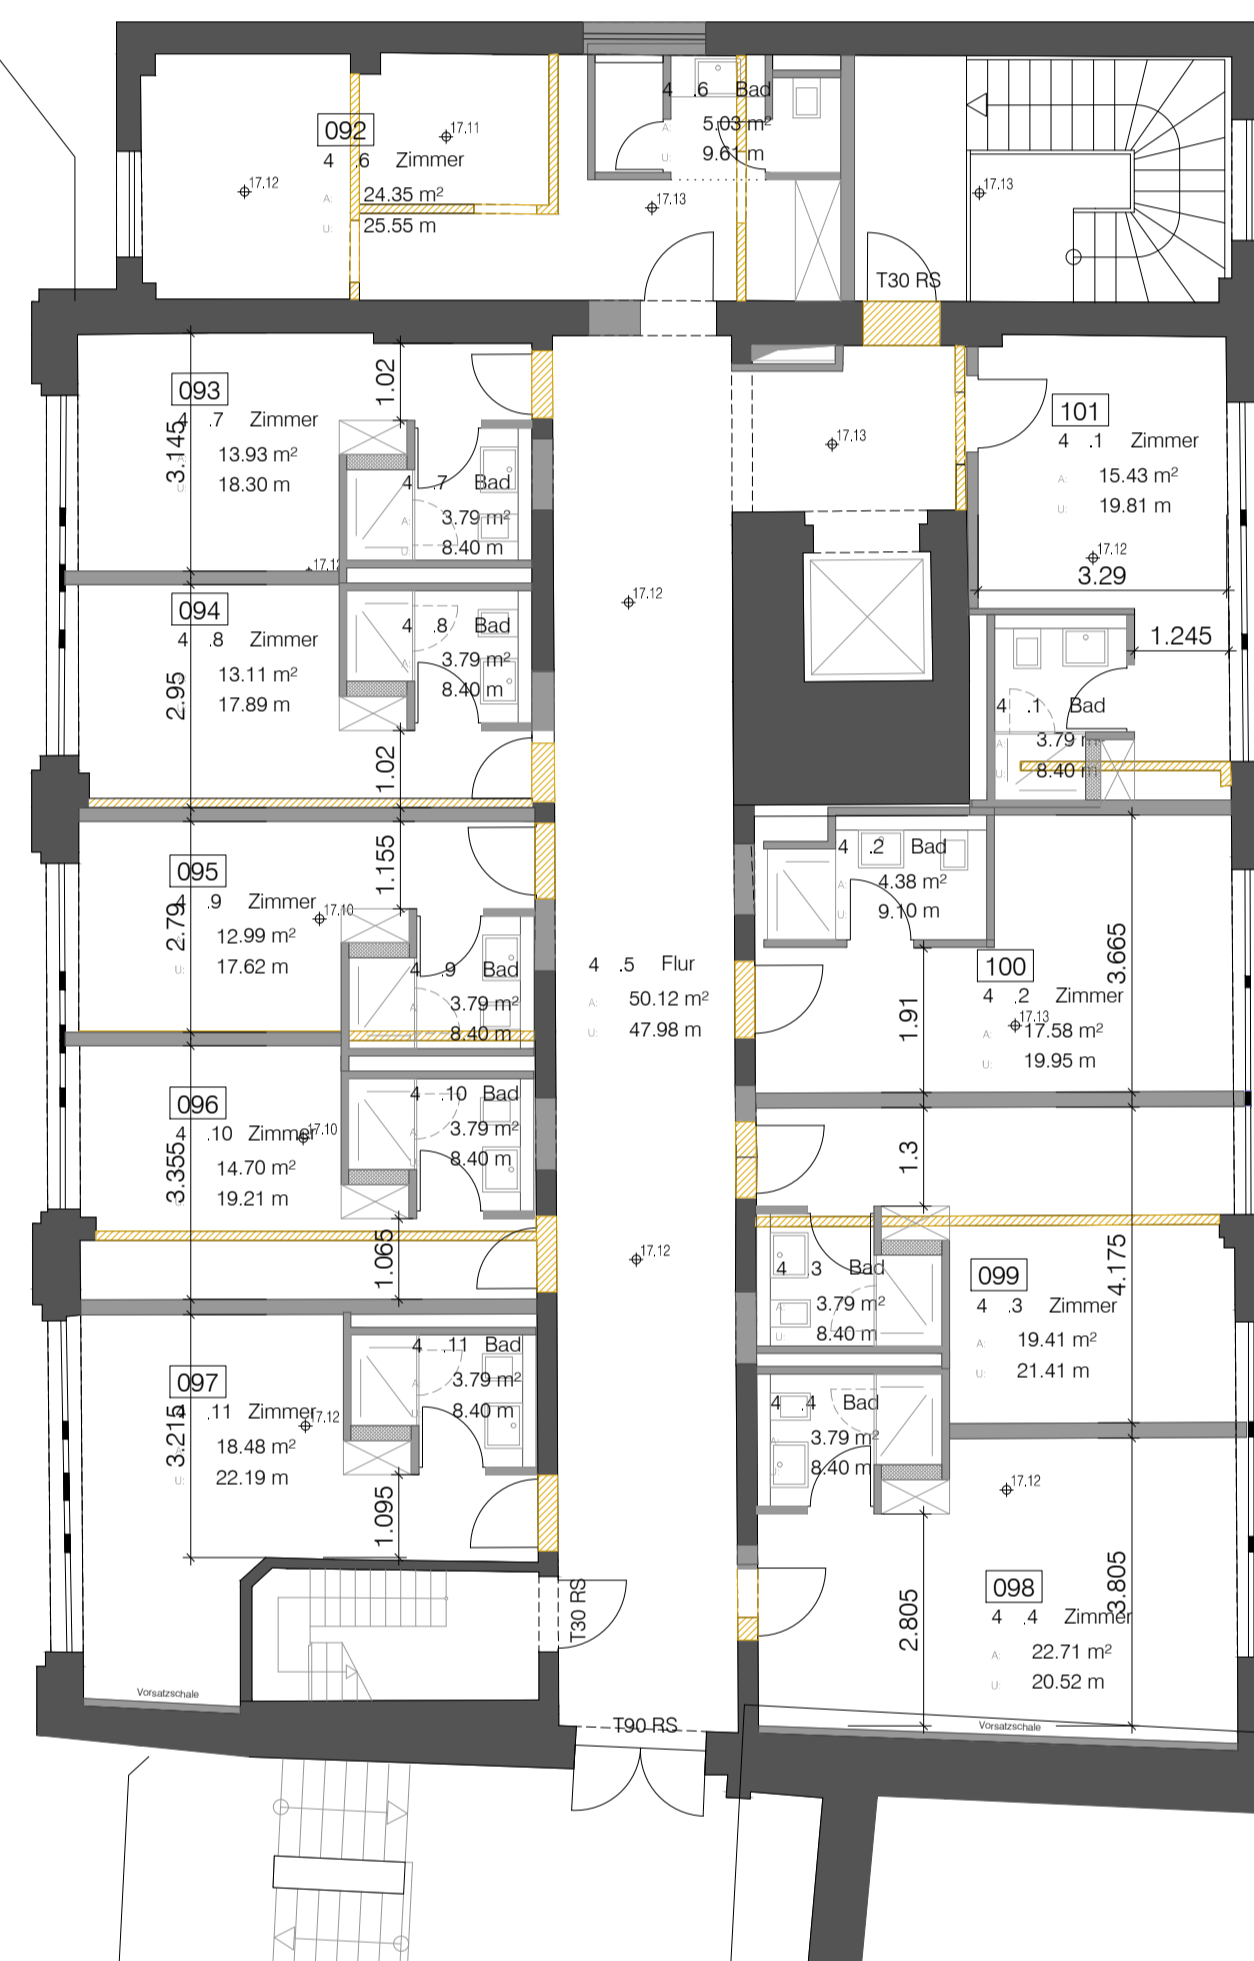 092
4 .6 Zimmer
A: 24.35 m²
U: 25.55 m
17.11
17.12
4 .6 Bad
A: 5.03 m²
U: 9.61 m
17.13
17.13
T30 RS
093
4 .7 Zimmer
13.93 m²
U: 18.30 m
3.145
1.02
17.12
4 .7 Bad
A: 3.79 m²
U: 8.40 m
094
4 .8 Zimmer
13.11 m²
17.89 m
2.95
1.02
4 .8 Bad
A: 3.79 m²
8.40 m
17.12
17.13
101
4 .1 Zimmer
A: 15.43 m²
U: 19.81 m
17.12
3.29
1.245
4 .1 Bad
A: 3.79 m²
U: 8.40 m
095
4 .9 Zimmer
12.99 m²
U: 17.62 m
2.79
1.155
17.10
4 .9 Bad
A: 3.79 m²
8.40 m
4 .5 Flur
A: 50.12 m²
U: 47.98 m
4 .2 Bad
A: 4.38 m²
U: 9.10 m
100
4 .2 Zimmer
17.13
A: 17.58 m²
U: 19.95 m
3.665
1.91
096
4 .10 Zimmer
17.10
14.70 m²
19.21 m
3.355
1.065
4 .10 Bad
A: 3.79 m²
8.40 m
1.3
17.12
4 .3 Bad
A: 3.79 m²
U: 8.40 m
099
4 .3 Zimmer
A: 19.41 m²
U: 21.41 m
4.175
097
4 .11 Zimmer
17.12
18.48 m²
U: 22.19 m
3.215
1.095
4 .11 Bad
A: 3.79 m²
U: 8.40 m
4 .4 Bad
A: 3.79 m²
U: 8.40 m
17.12
098
4 .4 Zimmer
A: 22.71 m²
U: 20.52 m
2.805
3.805
T30 RS
Vorsatzschale
T90 RS
Vorsatzschale